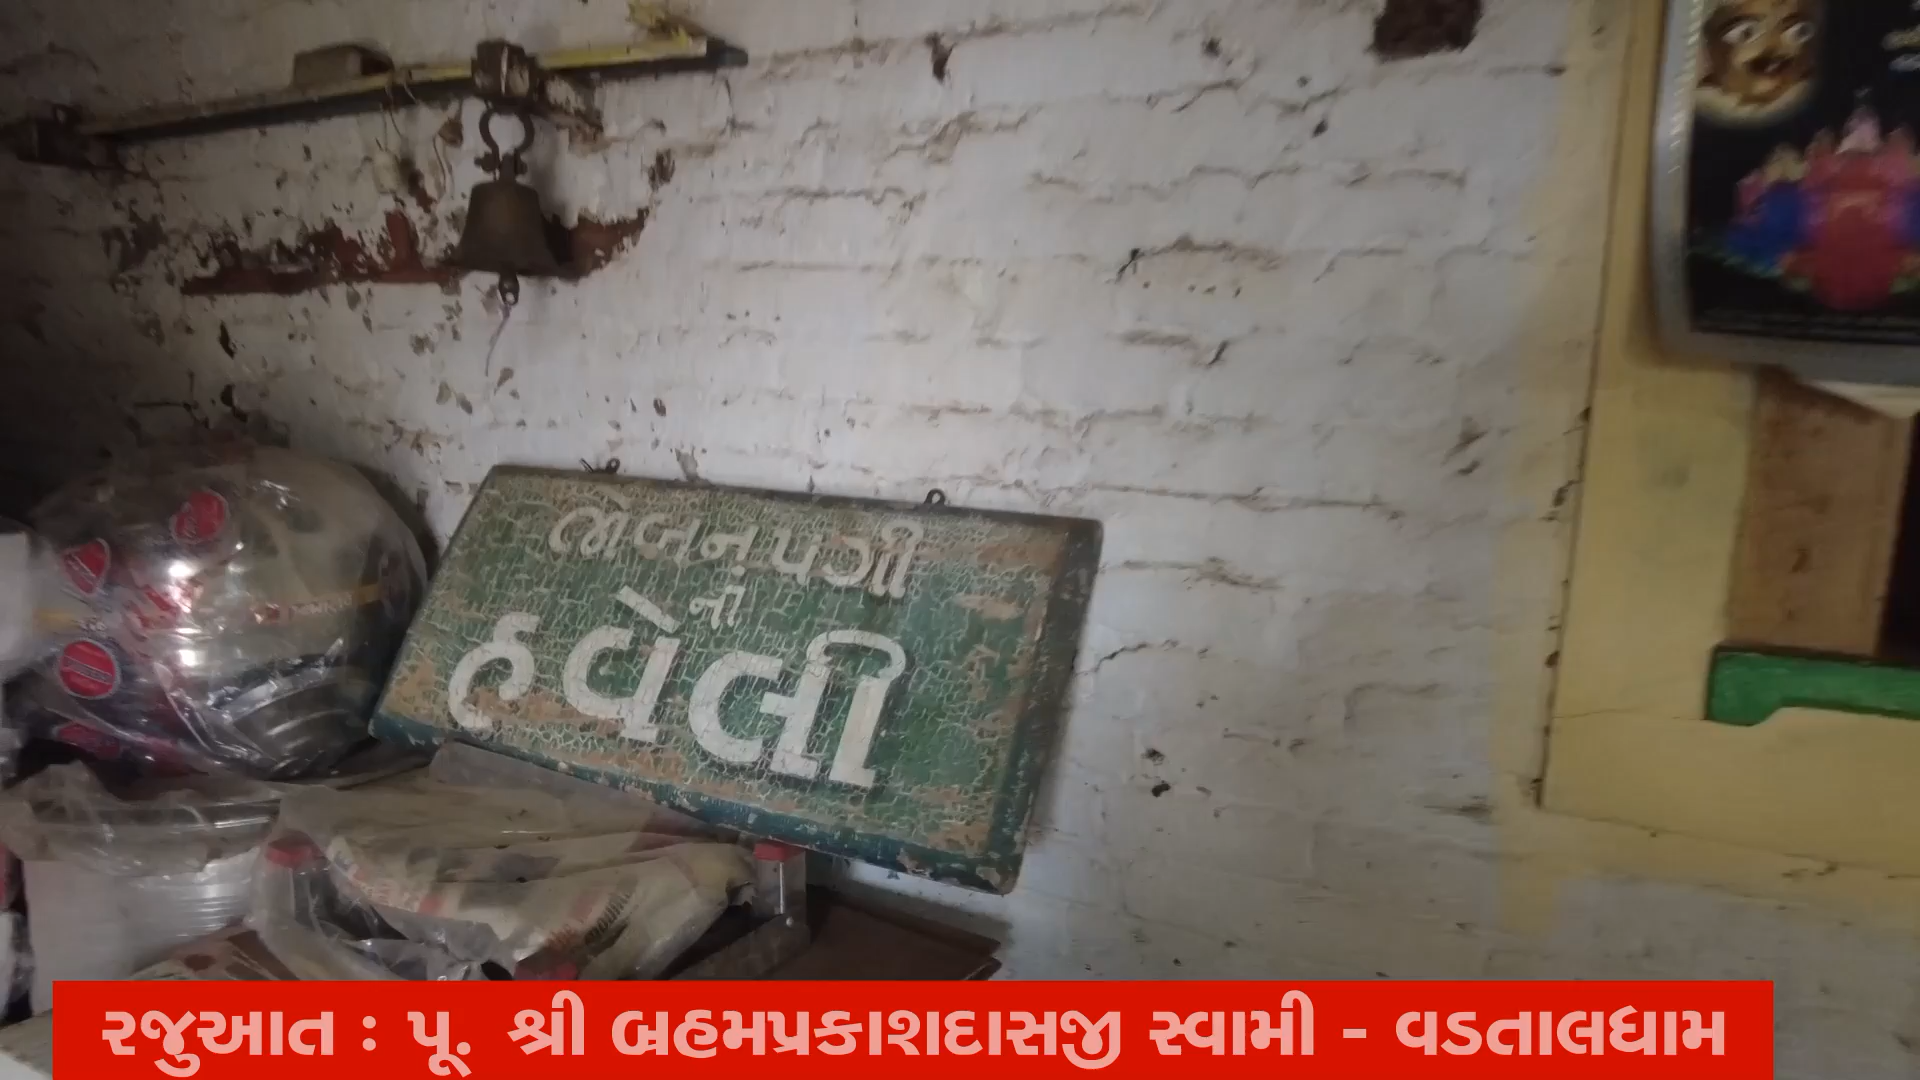 જોબનપગી
નાં
હવેલી
રજુઆત : પૂ. શ્રી બ્રહમપ્રકાશદાસજી સ્વામી - વડતાલધામ